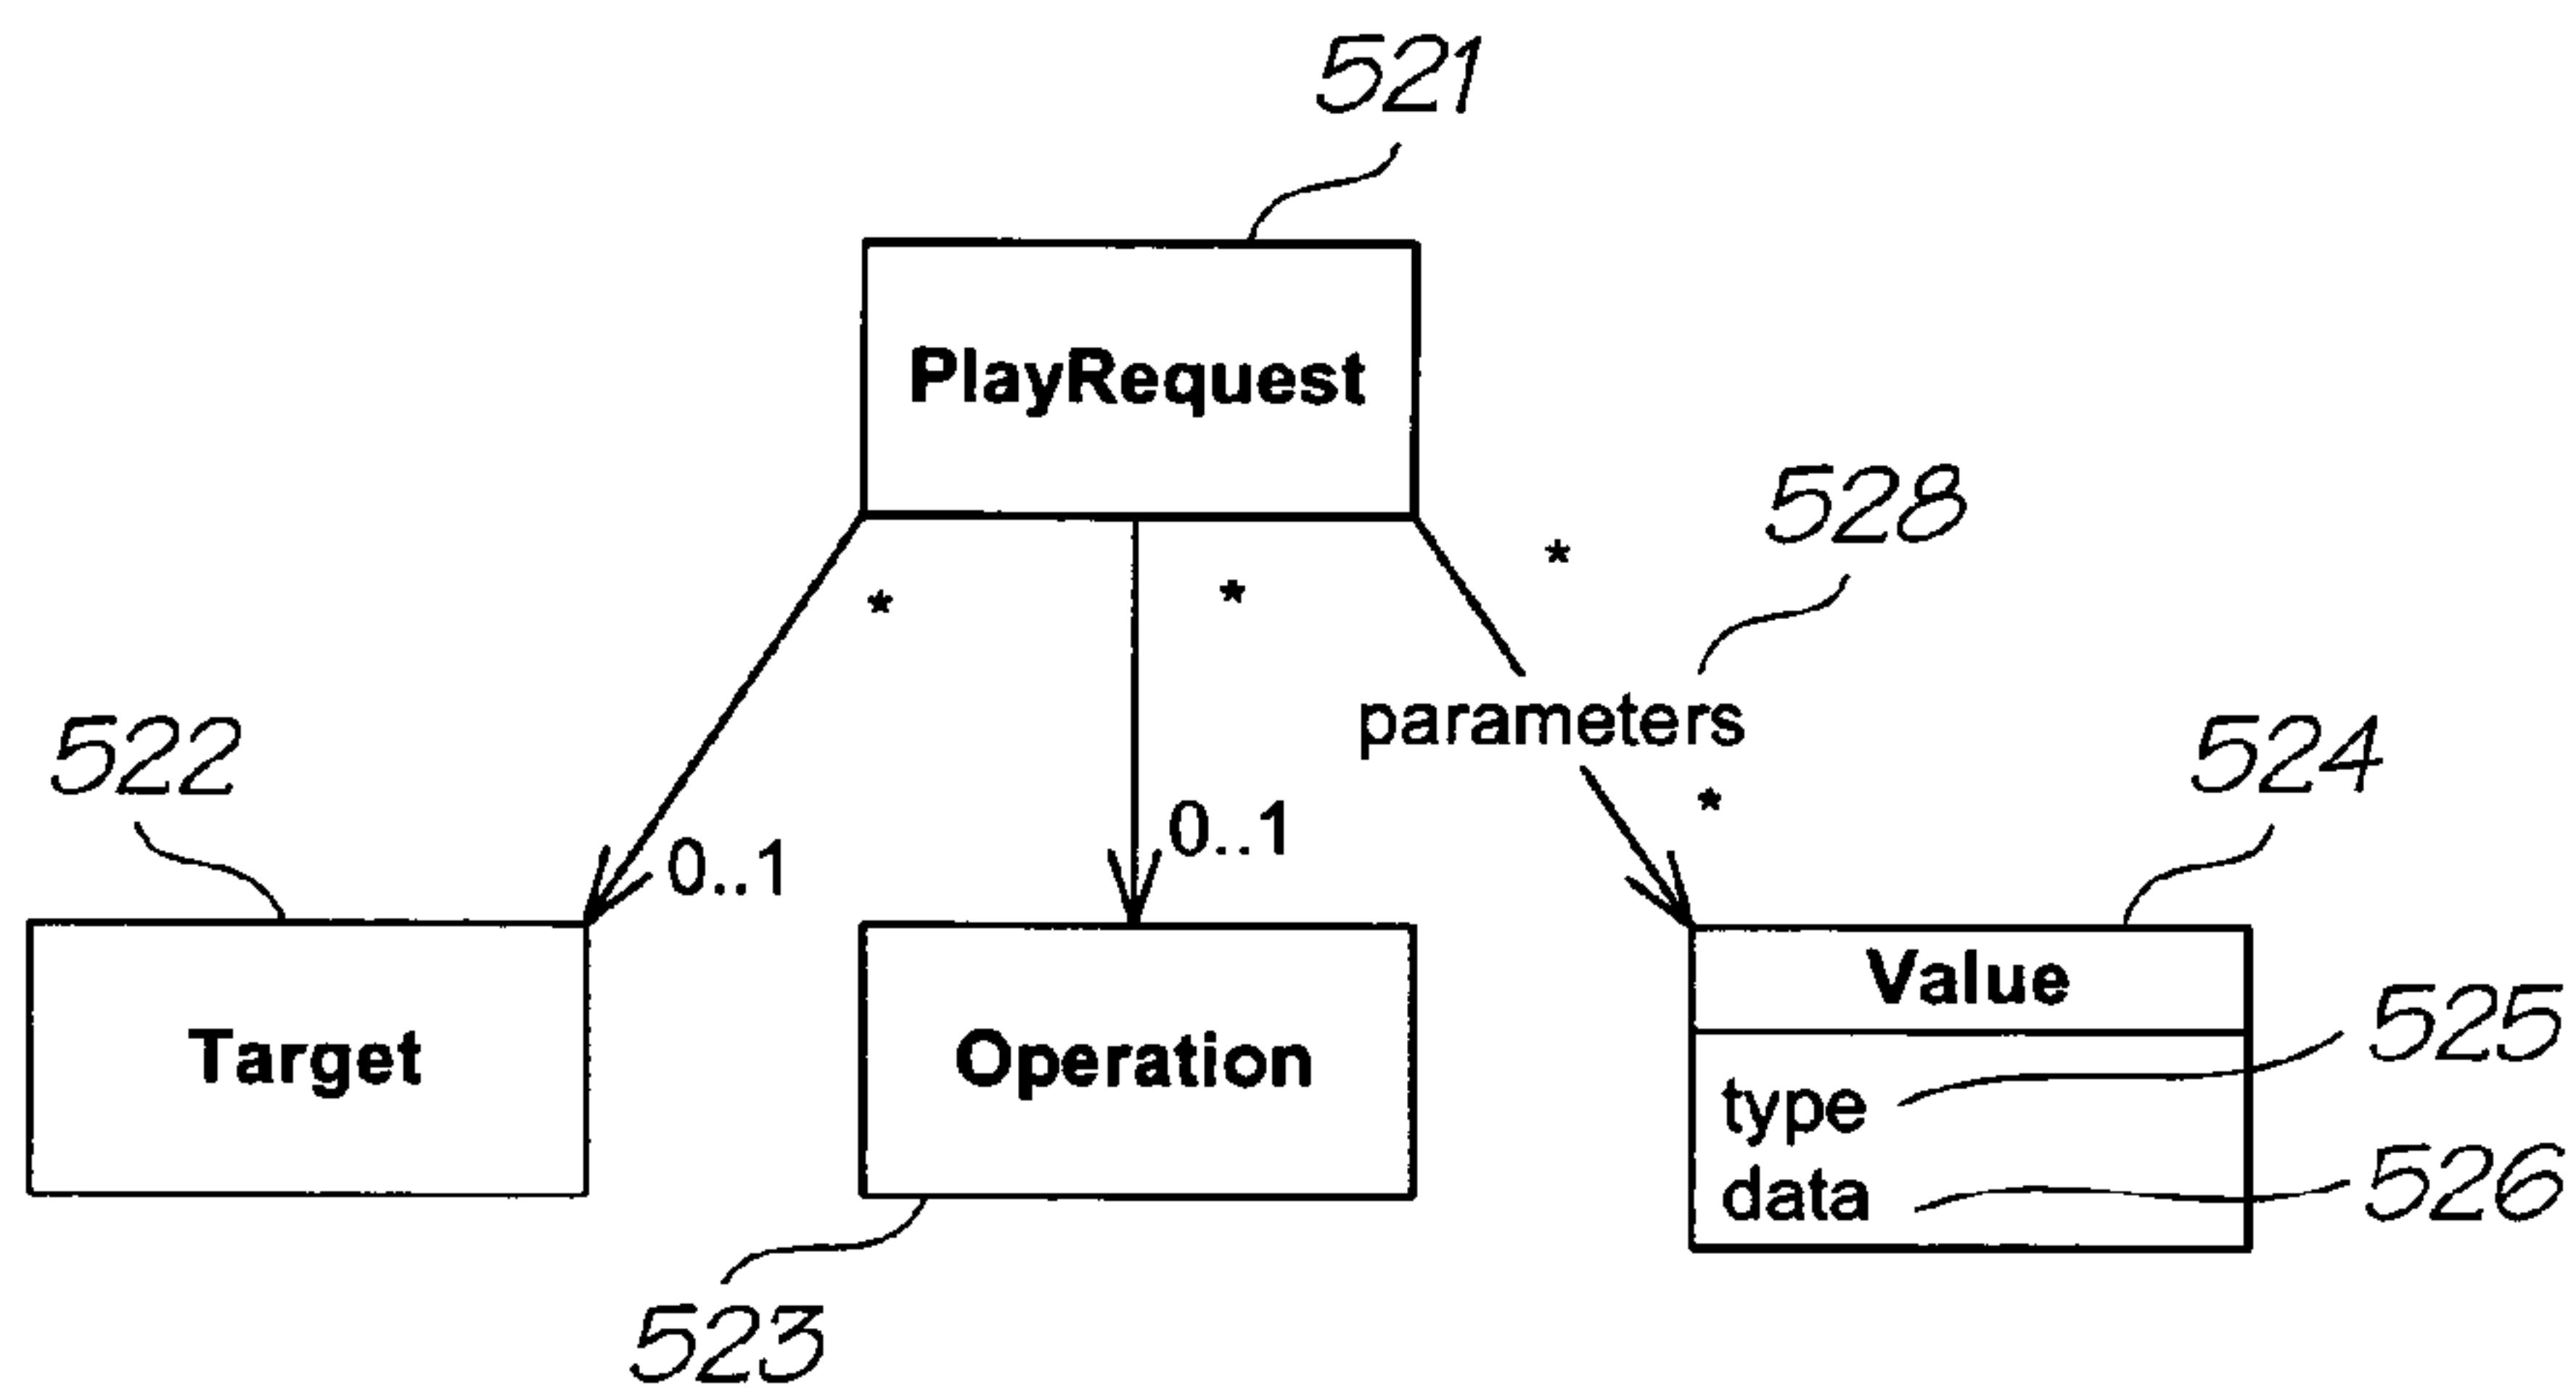 521
PlayRequest
528
*
* *
parameters
522
524
*
0..1
0..1
Value
525
Target
Operation
type
data
526
523